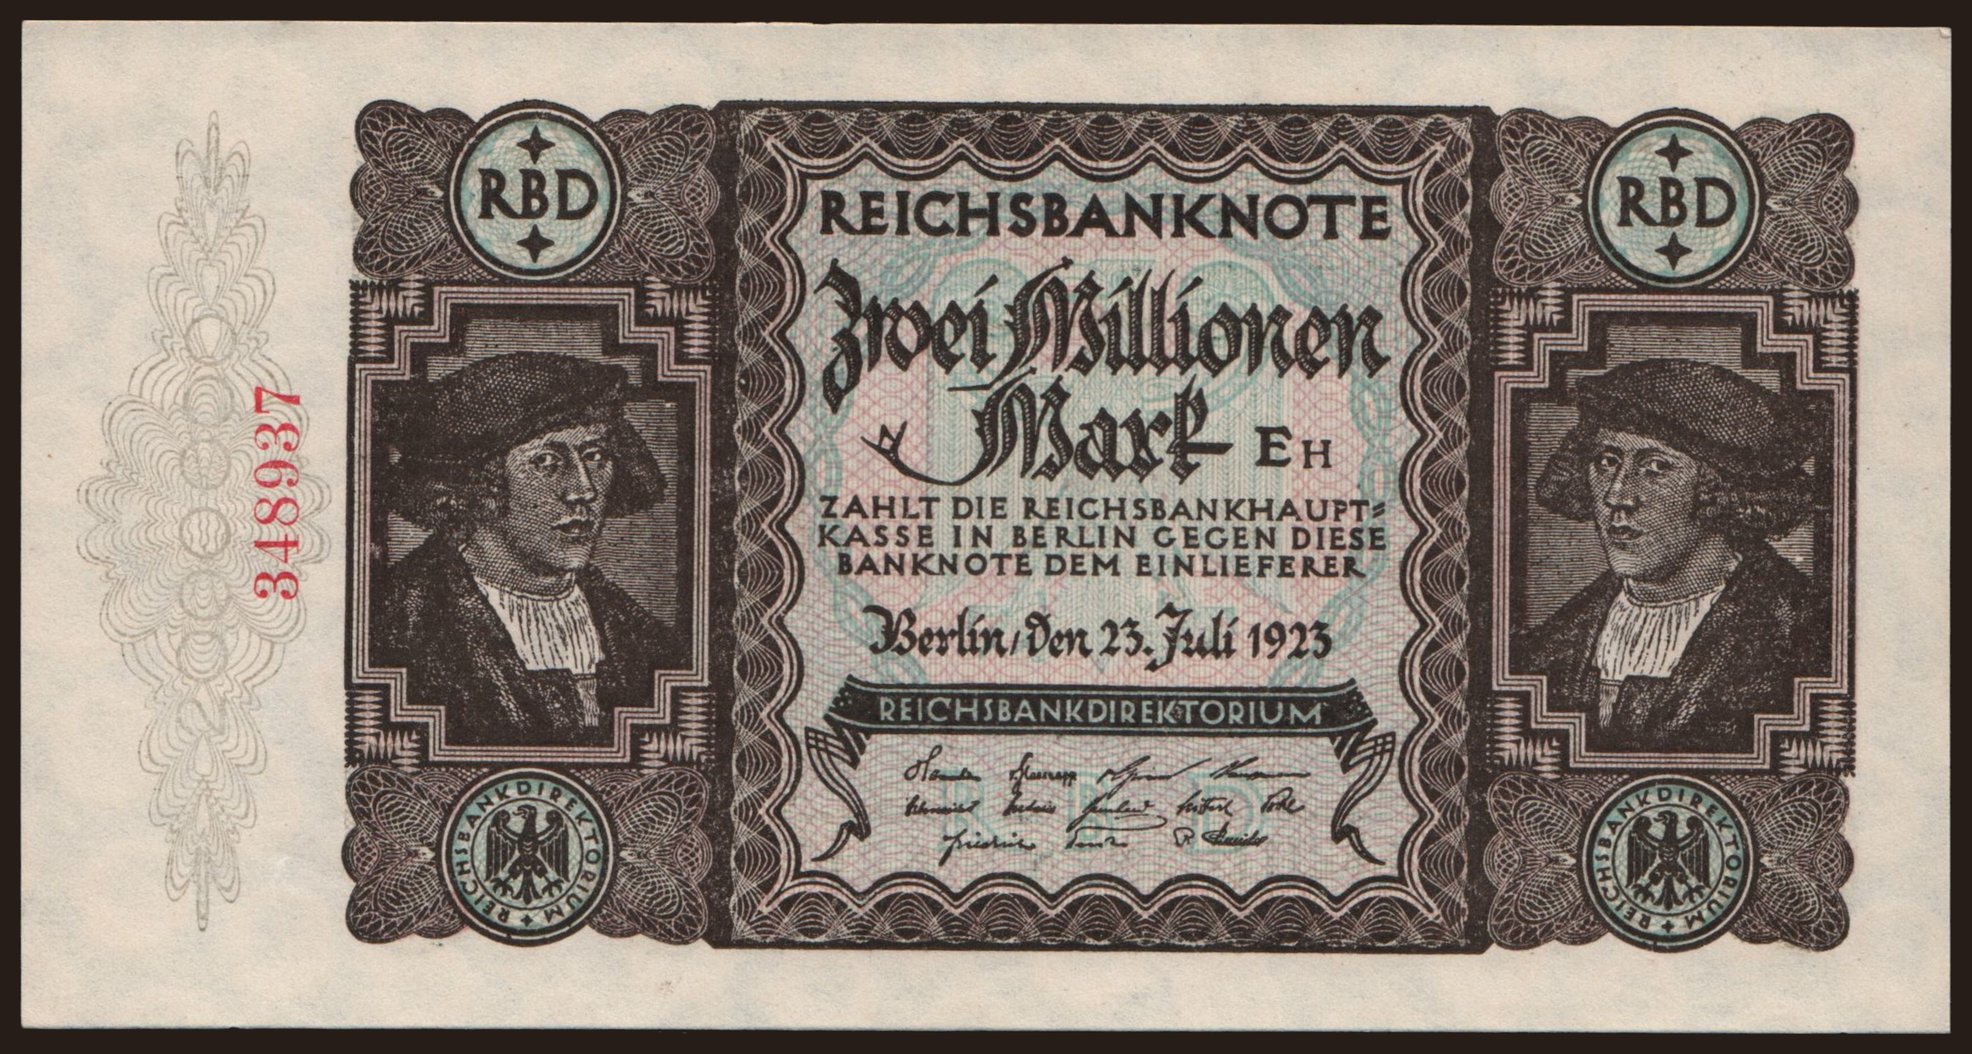 RBD
RBD
REICHSBANKNOTE
Zwei Millionen
Mark EH
ZAHLT DIE REICHSBANKHAUPT=
KASSE IN BERLIN GEGEN DIESE
BANKNOTE DEM EINLIEFERER
Berlin, den 23. Juli 1923
REICHSBANKDIREKTORIUM
348937
REICHSBANKDIREKTORIUM
REICHSBANKDIREKTORIUM